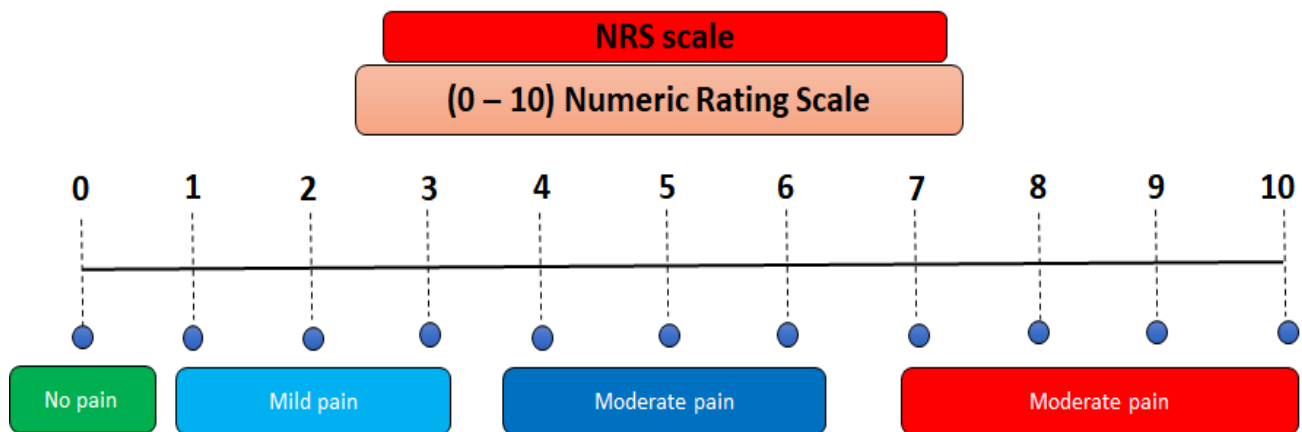 NRS scale
(0 – 10) Numeric Rating Scale
0 1 2 3 4 5 6 7 8 9 10
No pain Mild pain Moderate pain Moderate pain